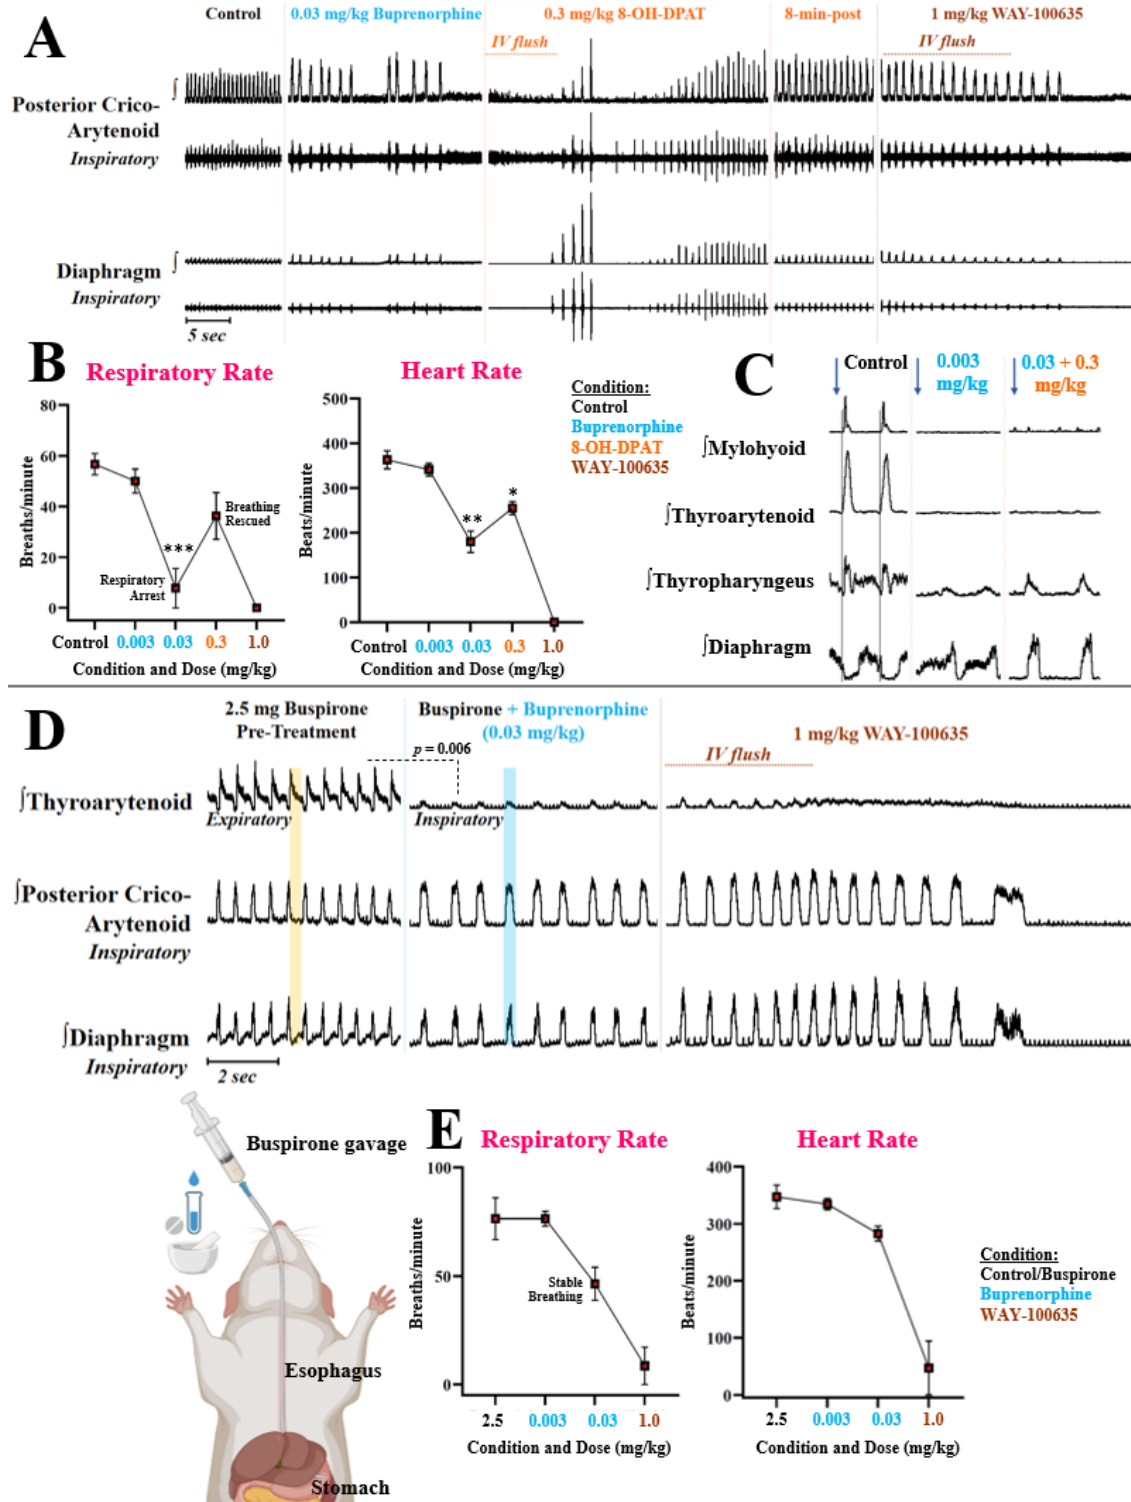 A
Control
0.03 mg/kg Buprenorphine
0.3 mg/kg 8-OH-DPAT
8-min-post
1 mg/kg WAY-100635
IV flush
IV flush
∫
Posterior Crico-
Arytenoid
Inspiratory
∫
Diaphragm
Inspiratory
5 sec
B
Respiratory Rate
Breaths/minute
80
60
40
20
0
***
Respiratory
Arrest
Breathing
Rescued
Control 0.003 0.03 0.3 1.0
Condition and Dose (mg/kg)
Heart Rate
Beats/minute
500
400
300
200
100
0
**
*
Control 0.003 0.03 0.3 1.0
Condition and Dose (mg/kg)
Condition:
Control
Buprenorphine
8-OH-DPAT
WAY-100635
C
Control
0.003
mg/kg
0.03 + 0.3
mg/kg
∫Mylohyoid
∫Thyroarytenoid
∫Thyropharyngeus
∫Diaphragm
D
2.5 mg Buspirone
Pre-Treatment
Buspirone + Buprenorphine
(0.03 mg/kg)
1 mg/kg WAY-100635
p = 0.006
IV flush
∫Thyroarytenoid
Expiratory
Inspiratory
∫Posterior Crico-
Arytenoid
Inspiratory
∫Diaphragm
Inspiratory
2 sec
Buspirone gavage
Esophagus
Stomach
E
Respiratory Rate
Breaths/minute
100
50
0
Stable
Breathing
2.5 0.003 0.03 1.0
Condition and Dose (mg/kg)
Heart Rate
Beats/minute
400
300
200
100
0
2.5 0.003 0.03 1.0
Condition and Dose (mg/kg)
Condition:
Control/Buspirone
Buprenorphine
WAY-100635